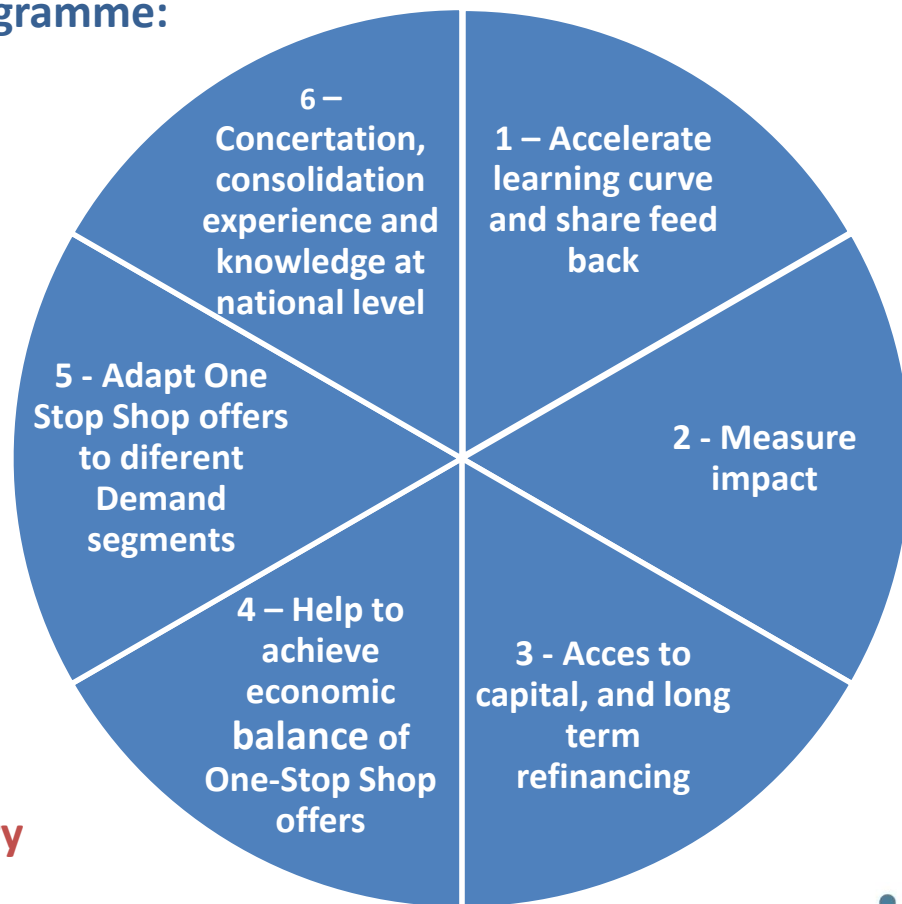 gramme:
6 –
Concertation,
consolidation
experience and
knowledge at
national level
1 – Accelerate
learning curve
and share feed
back
5 - Adapt One
Stop Shop offers
to diferent
Demand
segments
2 - Measure
impact
4 – Help to
achieve
economic
balance of
One-Stop Shop
offers
3 - Acces to
capital, and long
term
refinancing
y